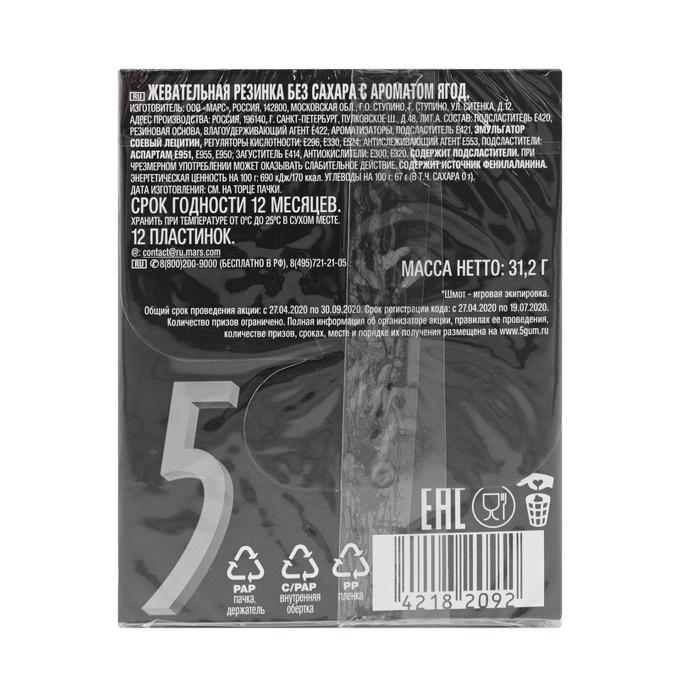 RU ЖЕВАТЕЛЬНАЯ РЕЗИНКА БЕЗ САХАРА С АРОМАТОМ ЯГОД.
ИЗГОТОВИТЕЛЬ: ООО «МАРС», РОССИЯ, 142800, МОСКОВСКАЯ ОБЛ., Г.О. СТУПИНО, Г. СТУПИНО, УЛ. СИТЕНКА, Д.12.
АДРЕС ПРОИЗВОДСТВА: РОССИЯ, 196140, Г. САНКТ-ПЕТЕРБУРГ, ПУЛКОВСКОЕ Ш., Д.48, ЛИТ.А. СОСТАВ: ПОДСЛАСТИТЕЛЬ Е420,
РЕЗИНОВАЯ ОСНОВА, ВЛАГОУДЕРЖИВАЮЩИЙ АГЕНТ Е422, АРОМАТИЗАТОРЫ, ПОДСЛАСТИТЕЛЬ Е421, ЭМУЛЬГАТОР
СОЕВЫЙ ЛЕЦИТИН, РЕГУЛЯТОРЫ КИСЛОТНОСТИ: Е296, Е330, Е524; АНТИСЛЕЖИВАЮЩИЙ АГЕНТ Е553, ПОДСЛАСТИТЕЛИ:
АСПАРТАМ, Е951, Е955, Е950; ЗАГУСТИТЕЛЬ Е414, АНТИОКИСЛИТЕЛИ: Е300, Е320. СОДЕРЖИТ ПОДСЛАСТИТЕЛИ. ПРИ
ЧРЕЗМЕРНОМ УПОТРЕБЛЕНИИ МОЖЕТ ОКАЗЫВАТЬ СЛАБИТЕЛЬНОЕ ДЕЙСТВИЕ. СОДЕРЖИТ ИСТОЧНИК ФЕНИЛАЛАНИНА.
ЭНЕРГЕТИЧЕСКАЯ ЦЕННОСТЬ НА 100 Г: 690 кДж/170 ккал. УГЛЕВОДЫ НА 100 Г: 67 Г (В Т.Ч. САХАРА 0 Г).
ДАТА ИЗГОТОВЛЕНИЯ: СМ. НА ТОРЦЕ ПАЧКИ.
СРОК ГОДНОСТИ 12 МЕСЯЦЕВ.
ХРАНИТЬ ПРИ ТЕМПЕРАТУРЕ ОТ 0°С ДО 25°С В СУХОМ МЕСТЕ.
12 ПЛАСТИНОК.
@: contact@ru.mars.com
RU ✆8(800)200-9000 (БЕСПЛАТНО В РФ), 8(495)721-21-05
МАССА НЕТТО: 31,2 Г
*Шмот - игровая экипировка.
Общий срок проведения акции: с 27.04.2020 по 30.09.2020. Срок регистрации кода: с 27.04.2020 по 19.07.2020.
Количество призов ограничено. Полная информация об организаторе акции, правилах ее проведения,
количестве призов, сроках, месте и порядке их получения размещена на www.5gum.ru
5
EAC
PAP
пачка,
держатель
C/PAP
внутренняя
обертка
PP
пленка
4218 2092